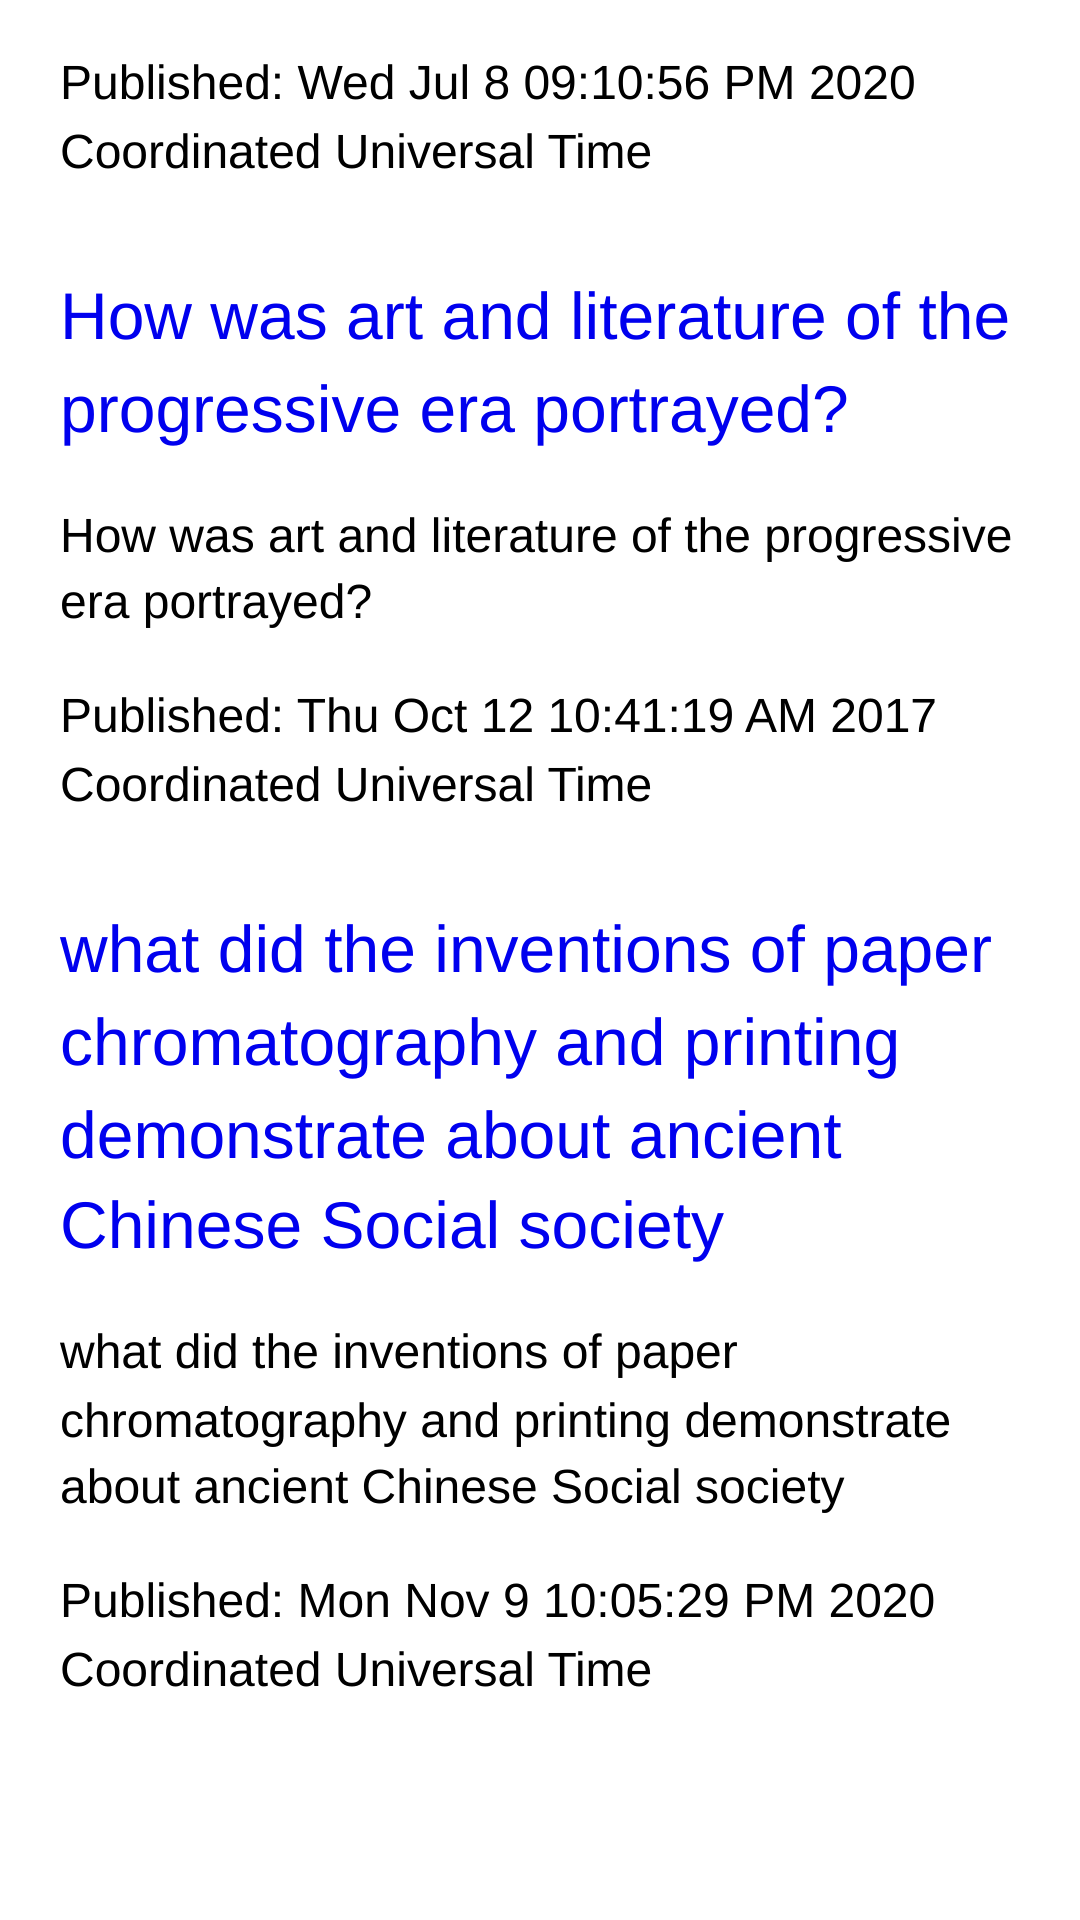 Published: Wed Jul 8 09:10:56 PM 2020
Coordinated Universal Time
How was art and literature of the
progressive era portrayed?
How was art and literature of the progressive
era portrayed?
Published: Thu Oct 12 10:41:19 AM 2017
Coordinated Universal Time
what did the inventions of paper
chromatography and printing
demonstrate about ancient
Chinese Social society
what did the inventions of paper
chromatography and printing demonstrate
about ancient Chinese Social society
Published: Mon Nov 9 10:05:29 PM 2020
Coordinated Universal Time